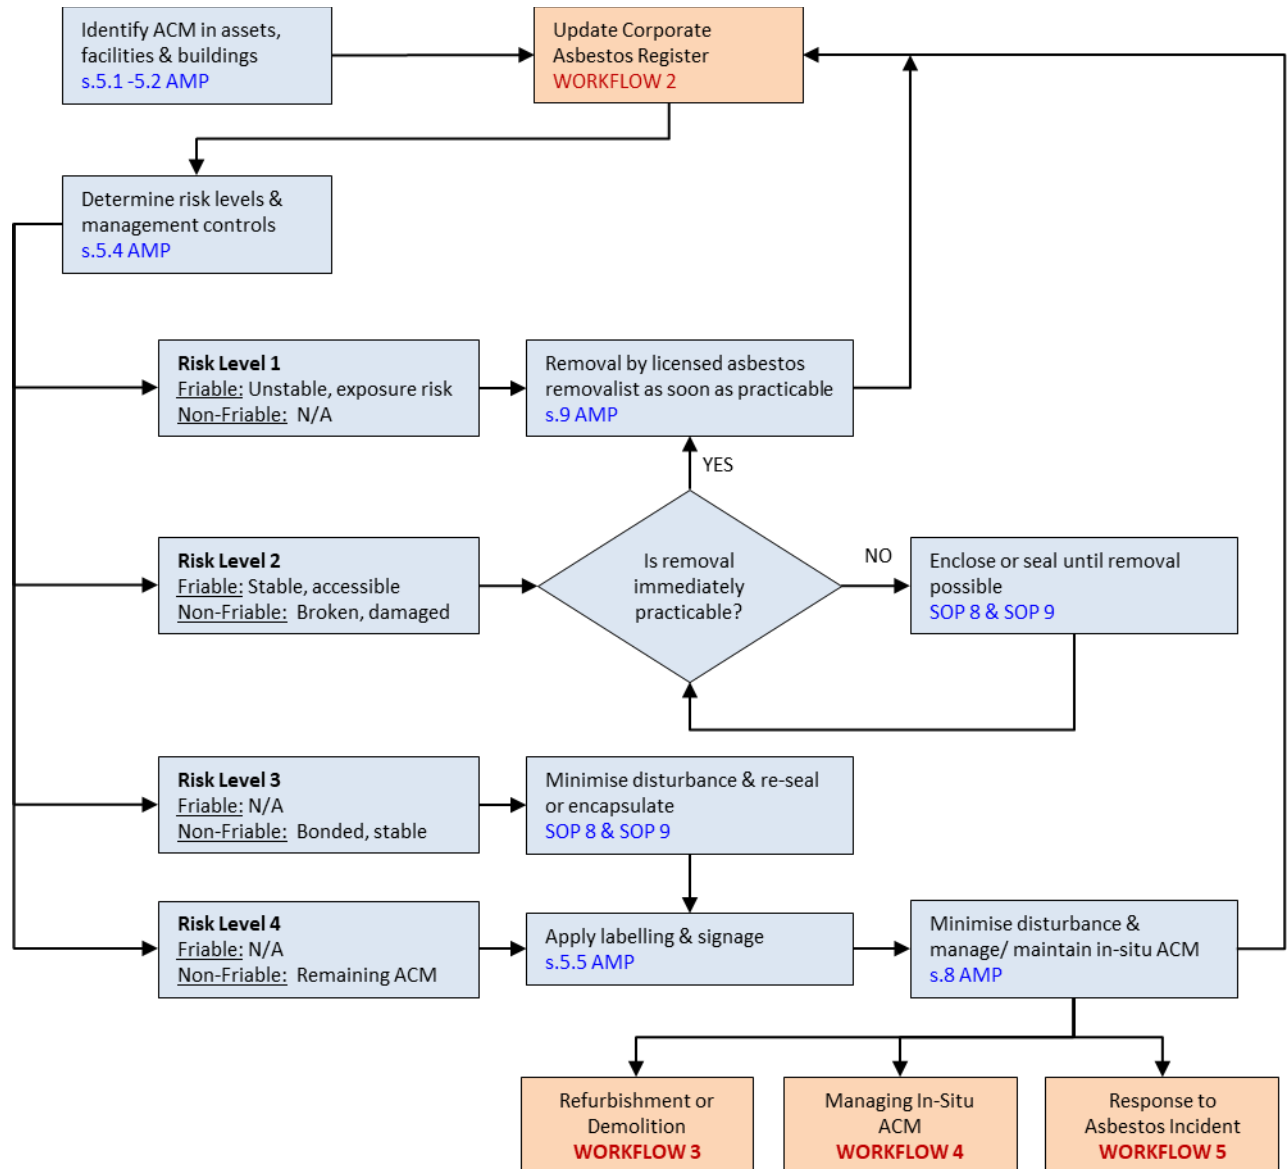 Identify ACM in assets,
facilities & buildings
s.5.1 -5.2 AMP
Update Corporate
Asbestos Register
WORKFLOW 2
Determine risk levels &
management controls
s.5.4 AMP
Risk Level 1
Friable: Unstable, exposure risk
Non-Friable: N/A
Removal by licensed asbestos
removalist as soon as practicable
s.9 AMP
YES
Risk Level 2
Friable: Stable, accessible
Non-Friable: Broken, damaged
Is removal
immediately
practicable?
NO
Enclose or seal until removal
possible
SOP 8 & SOP 9
Risk Level 3
Friable: N/A
Non-Friable: Bonded, stable
Minimise disturbance & re-seal
or encapsulate
SOP 8 & SOP 9
Risk Level 4
Friable: N/A
Non-Friable: Remaining ACM
Apply labelling & signage
s.5.5 AMP
Minimise disturbance &
manage/ maintain in-situ ACM
s.8 AMP
Refurbishment or
Demolition
WORKFLOW 3
Managing In-Situ
ACM
WORKFLOW 4
Response to
Asbestos Incident
WORKFLOW 5